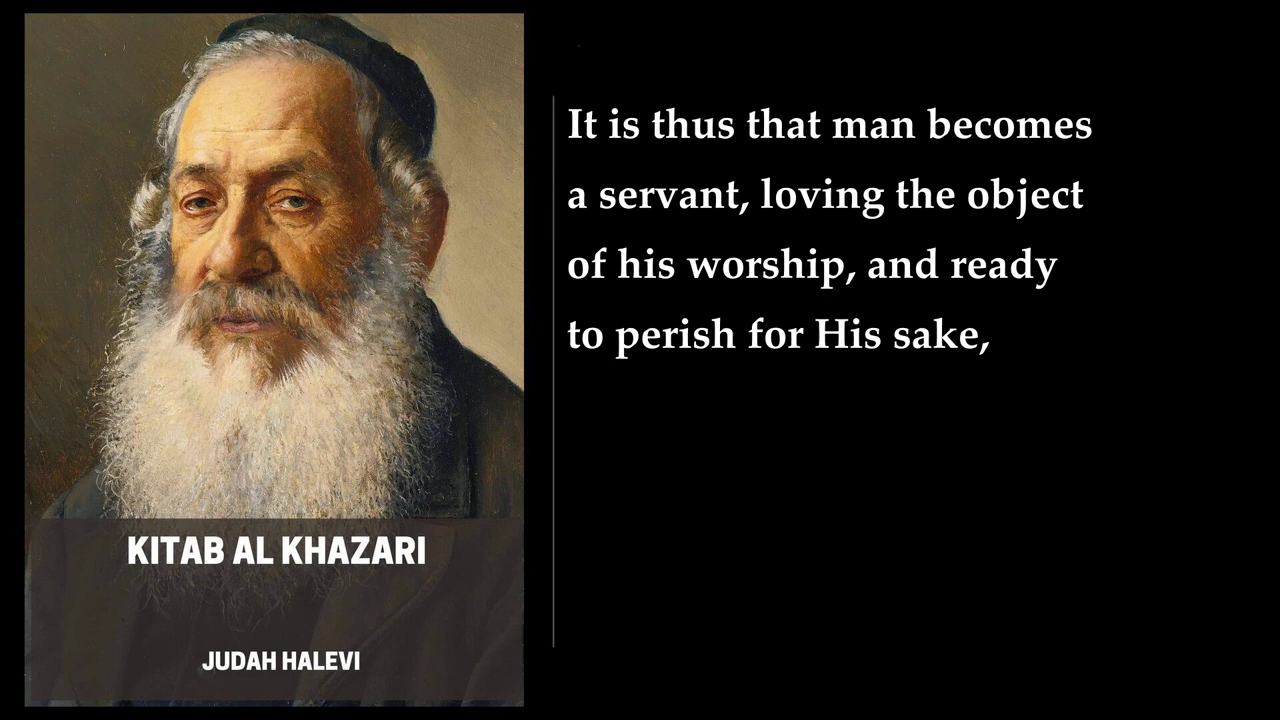 It is thus that man becomes
a servant, loving the object
of his worship, and ready
to perish for His sake,
KITAB AL KHAZARI
JUDAH HALEVI